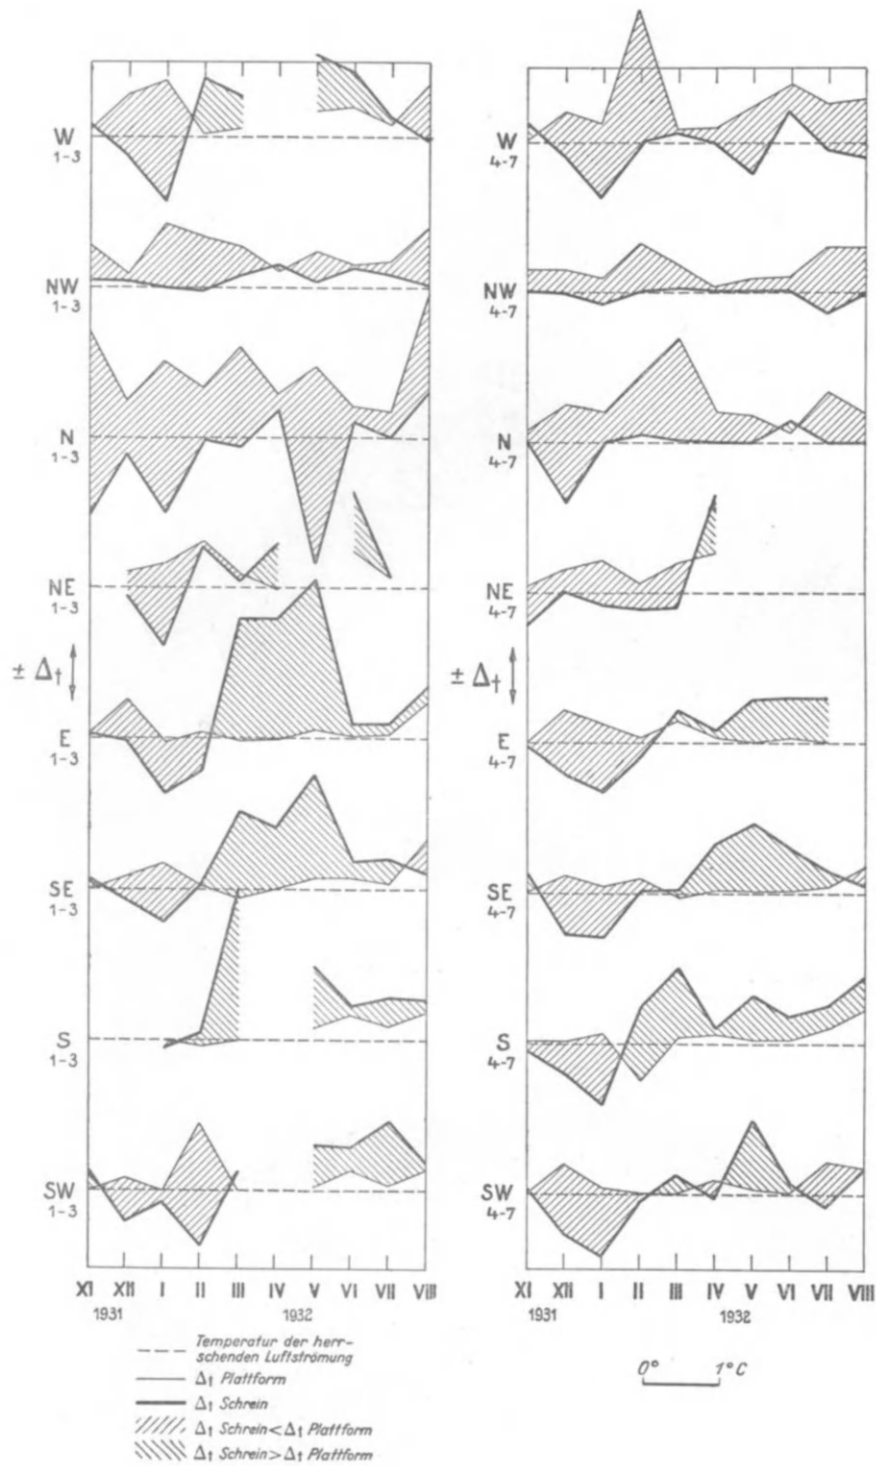 W
1-3
NW
1-3
N
1-3
NE
1-3
± Δt
E
1-3
SE
1-3
S
1-3
SW
1-3
XI XII I II III IV V VI VII VIII
1931 1932
W
4-7
NW
4-7
N
4-7
NE
4-7
± Δt
E
4-7
SE
4-7
S
4-7
SW
4-7
XI XII I II III IV V VI VII VIII
1931 1932
Temperatur der herr-
schenden Luftströmung
Δt Plattform
Δt Schrein
Δt Schrein < Δt Plattform
Δt Schrein > Δt Plattform
0° 1°C